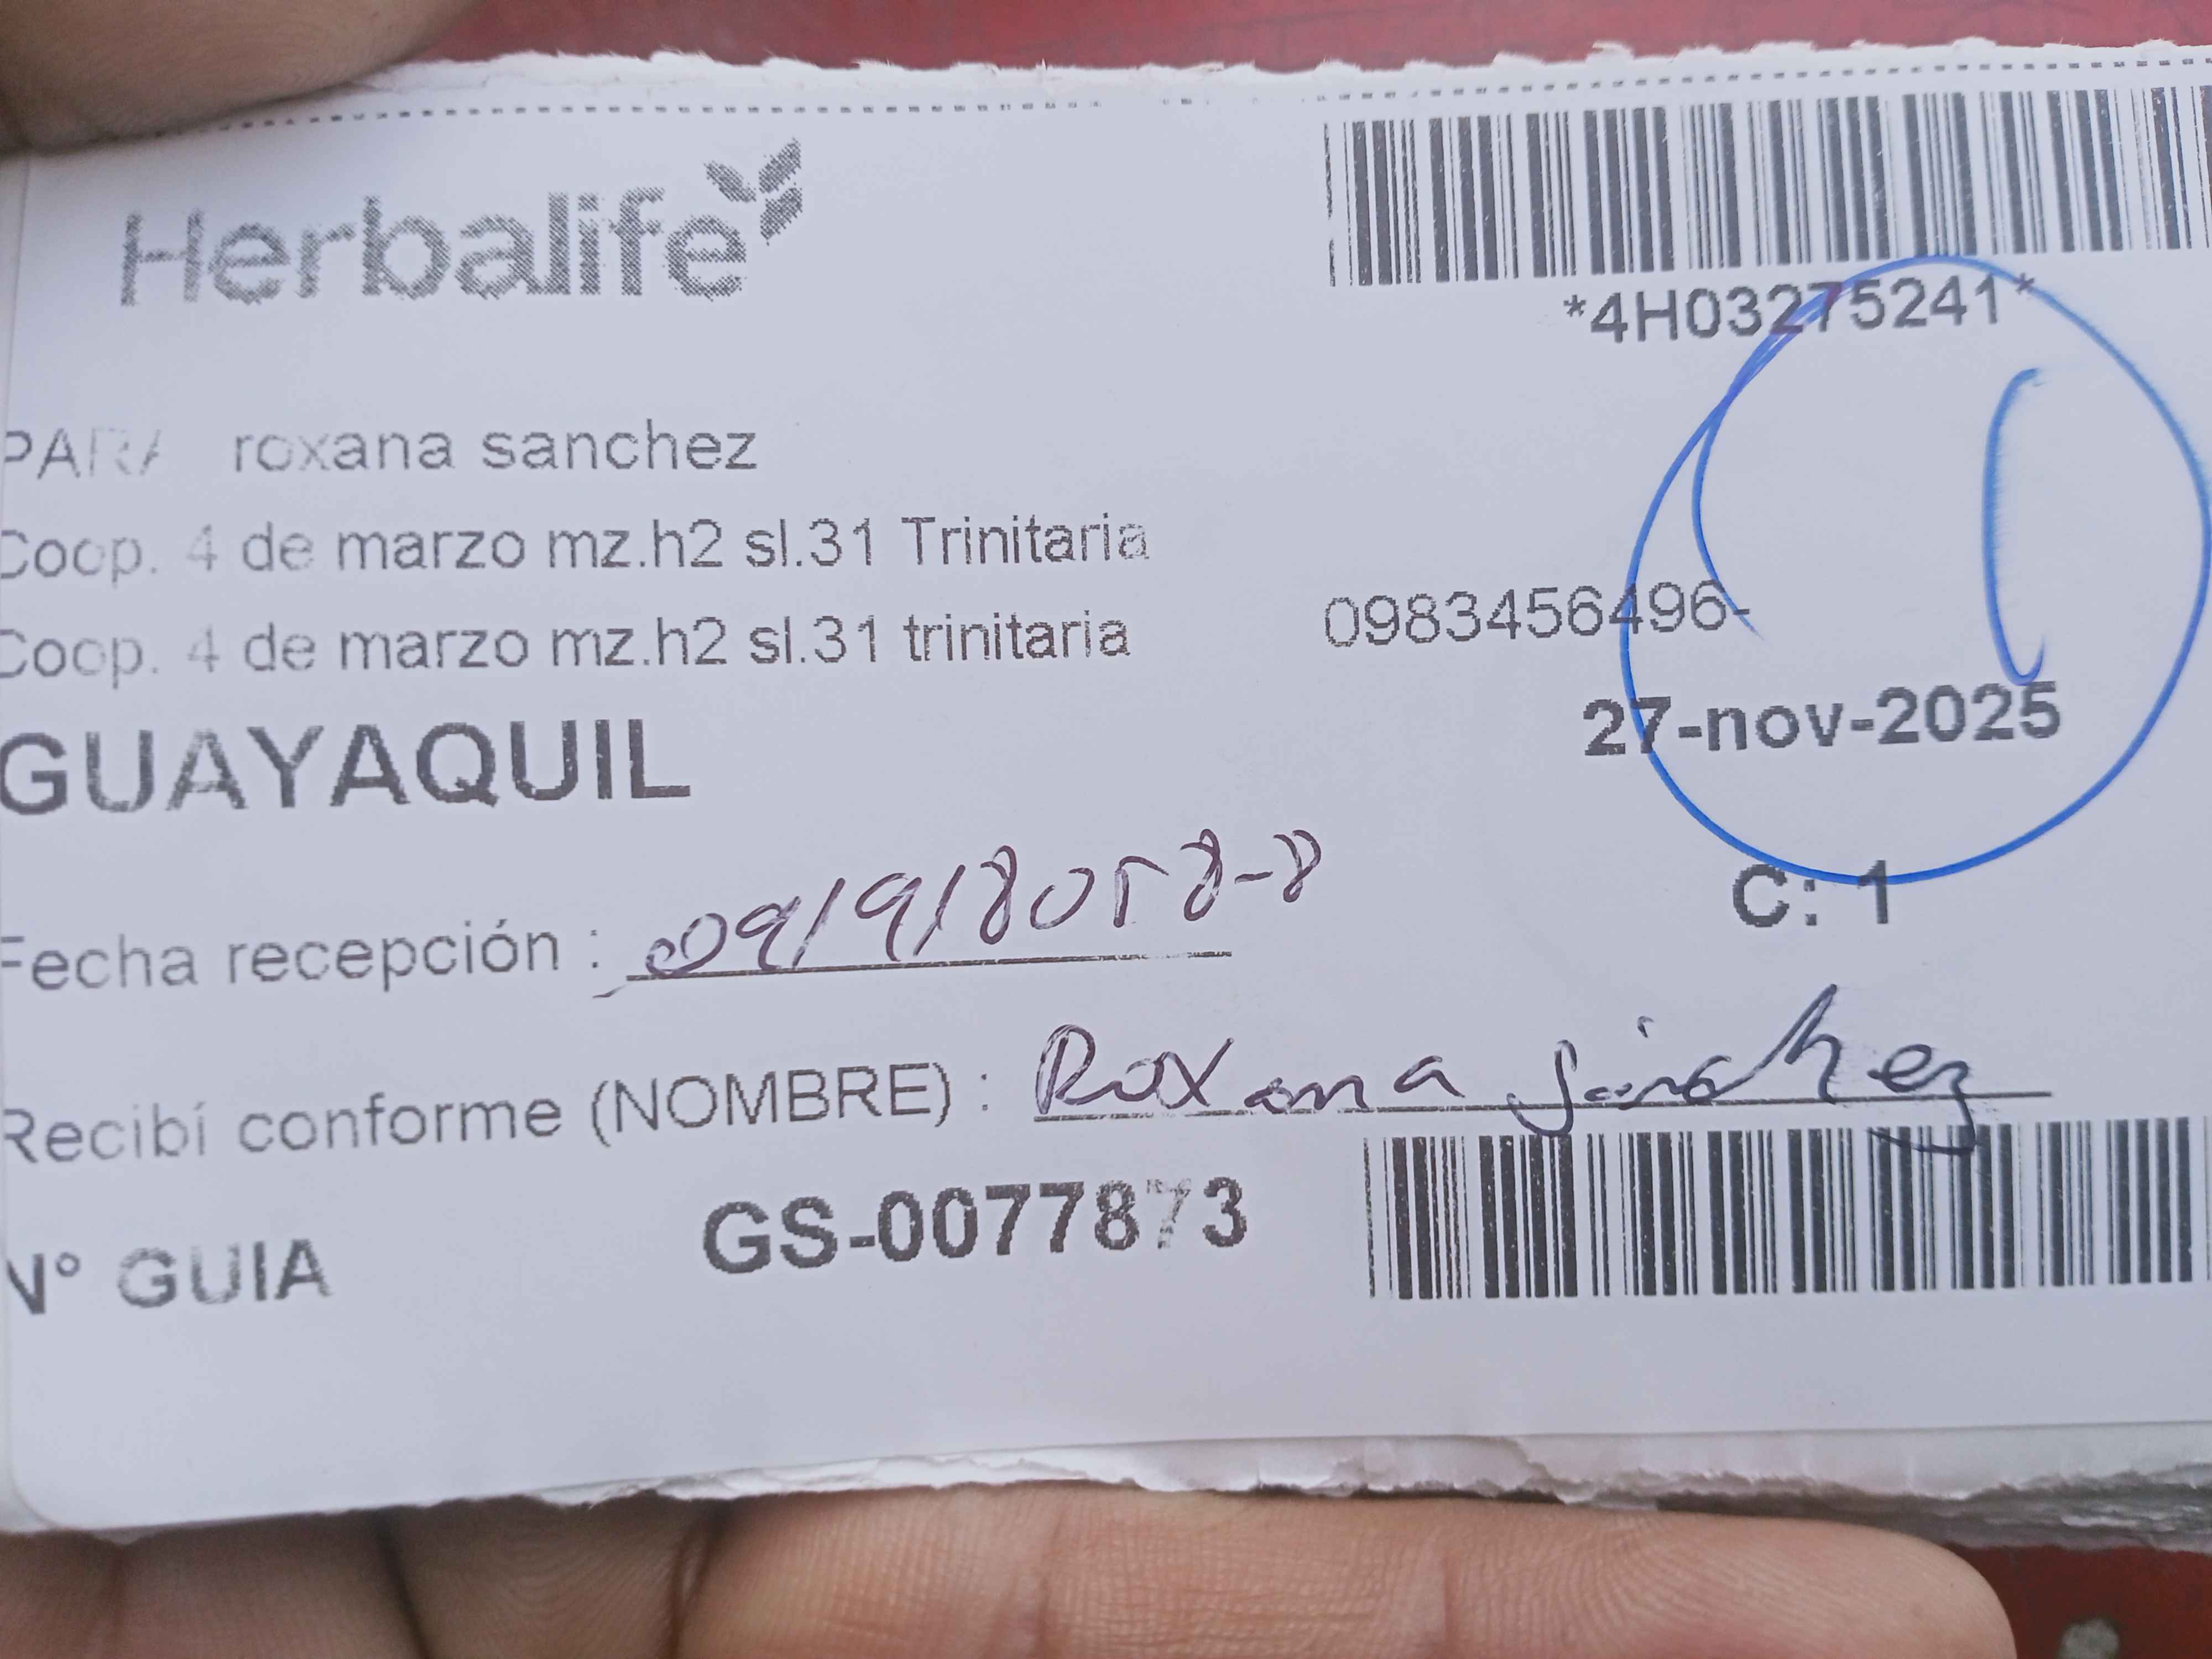 Herbalife
*4H03275241*
PARA roxana sanchez
Coop. 4 de marzo mz.h2 sl.31 Trinitaria
Coop. 4 de marzo mz.h2 sl.31 trinitaria 0983456496-
GUAYAQUIL 27-nov-2025
C: 1
Fecha recepción : 0919180588-8
Recibí conforme (NOMBRE) : Roxana Sánchez
N° GUIA GS-0077873